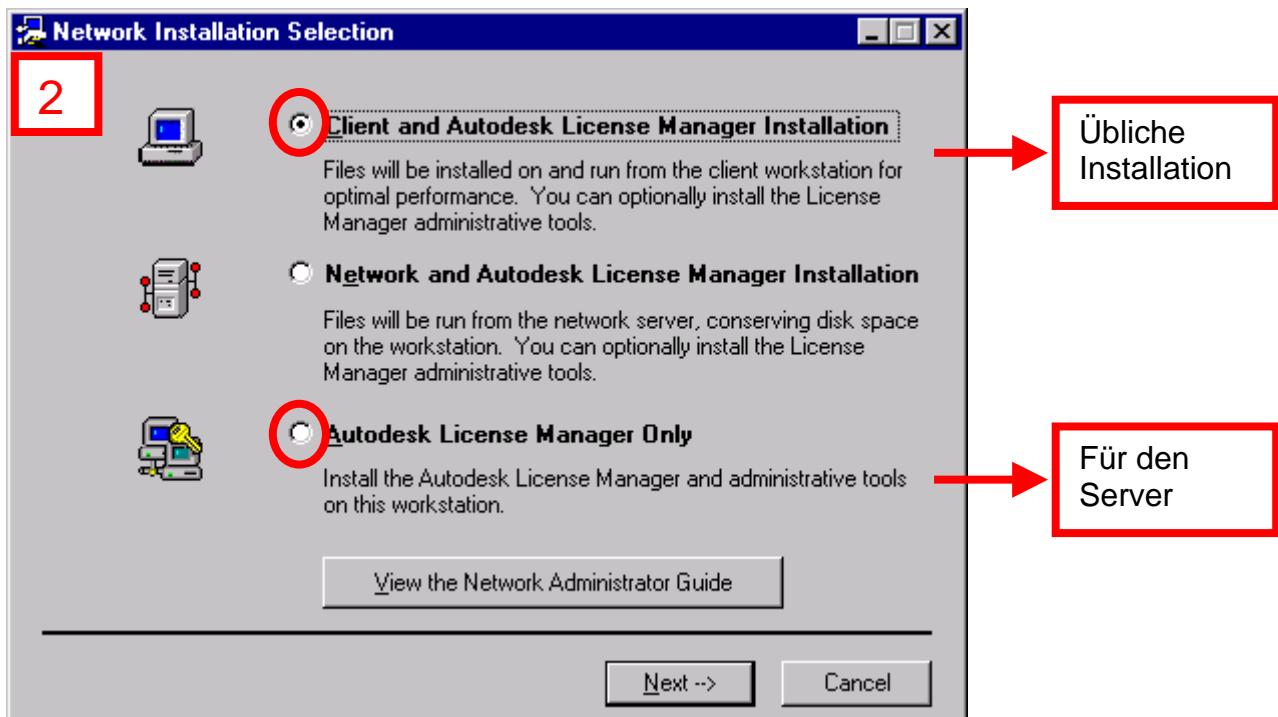 Network Installation Selection
2
Client and Autodesk License Manager Installation
Files will be installed on and run from the client workstation for
optimal performance. You can optionally install the License
Manager administrative tools.
Übliche
Installation
Network and Autodesk License Manager Installation
Files will be run from the network server, conserving disk space
on the workstation. You can optionally install the License
Manager administrative tools.
Autodesk License Manager Only
Install the Autodesk License Manager and administrative tools
on this workstation.
Für den
Server
View the Network Administrator Guide
Next -->
Cancel